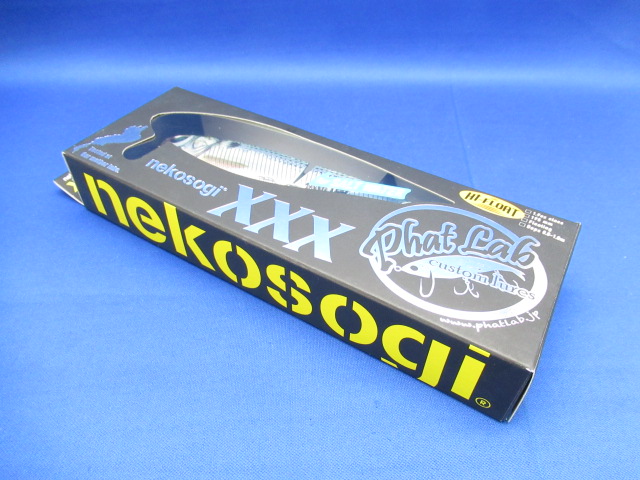 nekosogi
XXX
HI FLOAT
Phat Lab
custom lures
www.phatlab.jp
nekosogi®